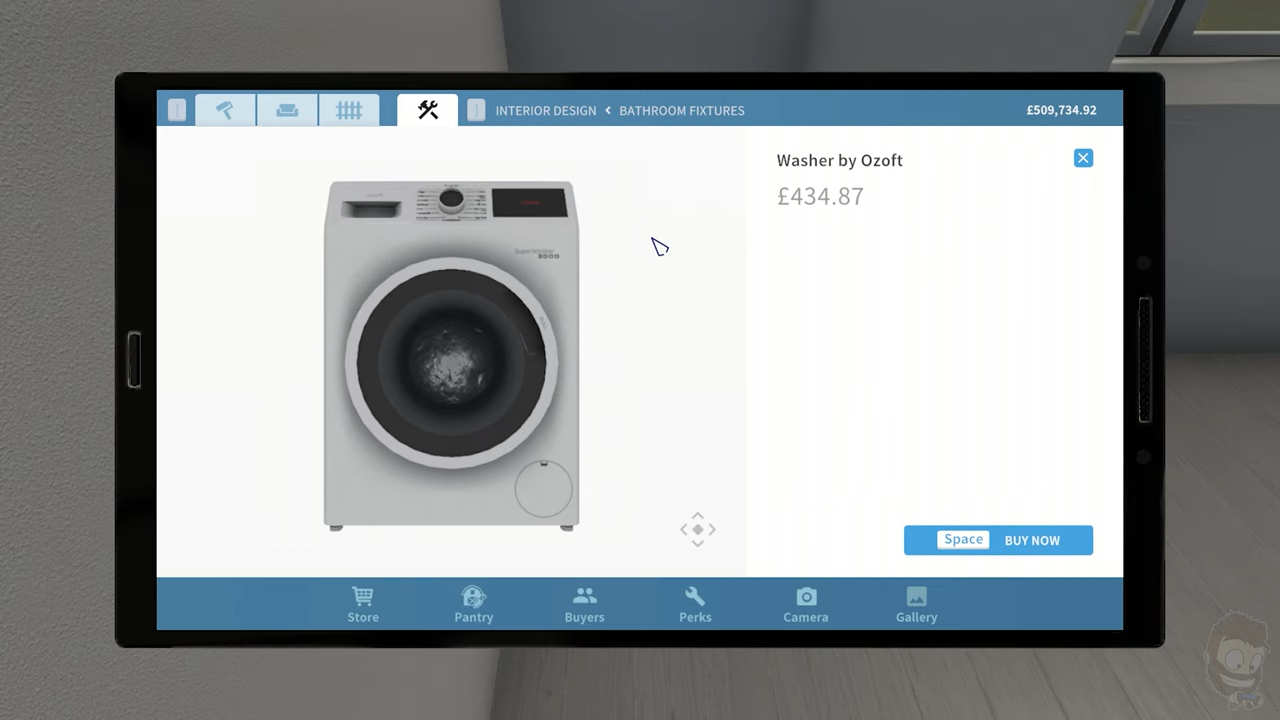 INTERIOR DESIGN < BATHROOM FIXTURES
£509,734.92
Washer by Ozoft
£434.87
Space BUY NOW
Store Pantry Buyers Perks Camera Gallery